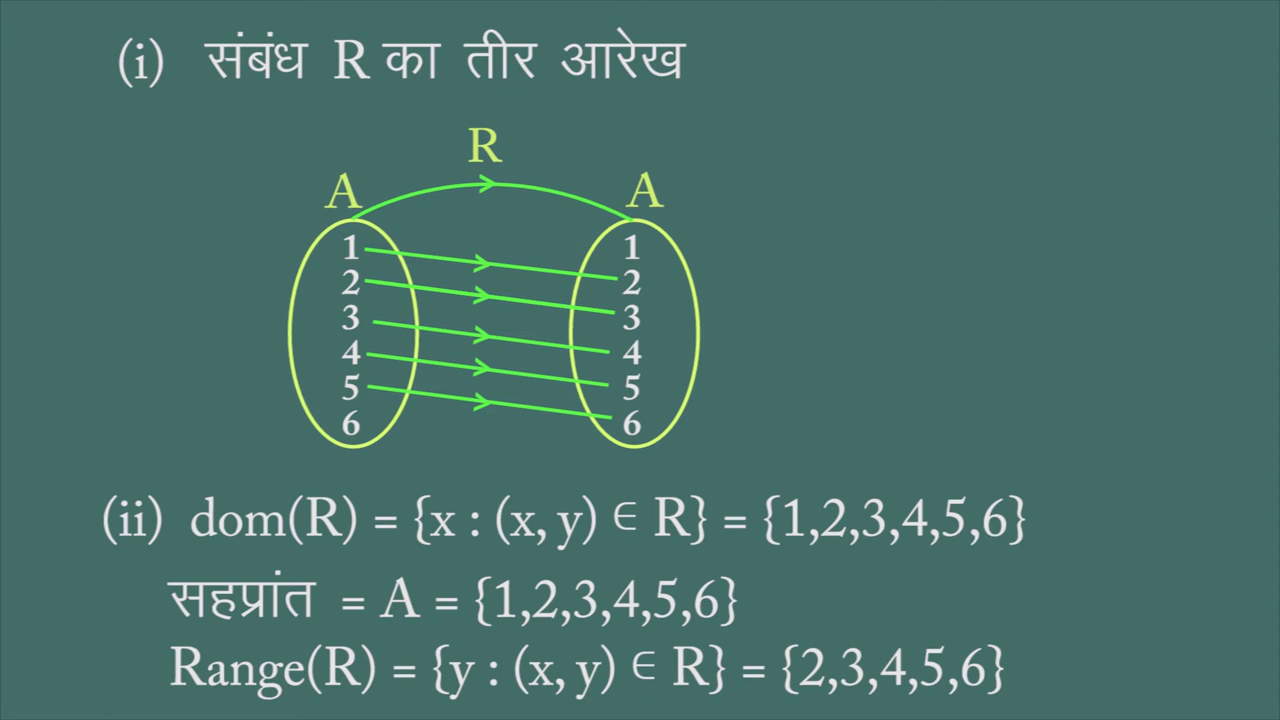 (i) संबंध R का तीर आरेख
R
A A
1 1
2 2
3 3
4 4
5 5
6 6
(ii) dom(R) = {x : (x, y) ∈ R} = {1,2,3,4,5,6}
सहप्रांत = A = {1,2,3,4,5,6}
Range(R) = {y : (x, y) ∈ R} = {2,3,4,5,6}